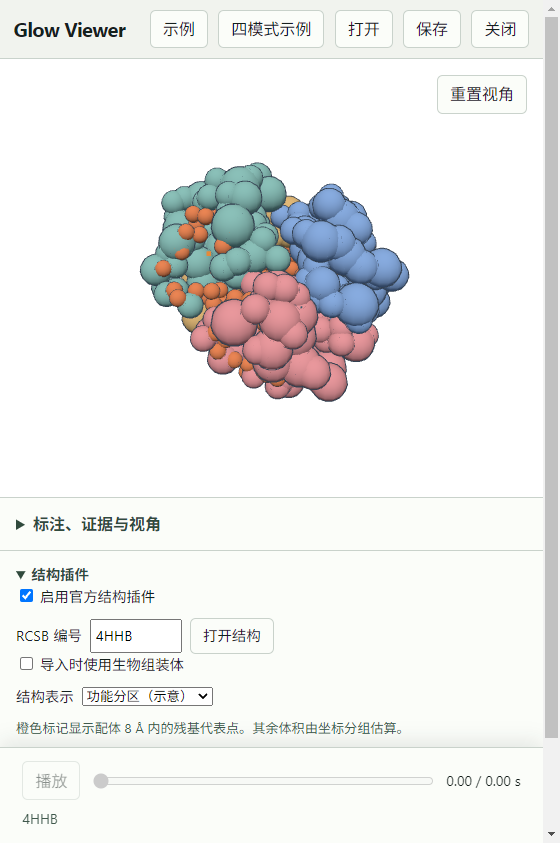 Glow Viewer 示例 四模式示例 打开 保存 关闭
重置视角
▶ 标注、证据与视角
▼ 结构插件
启用官方结构插件
RCSB 编号 4HHB 打开结构
导入时使用生物组装体
结构表示 功能分区（示意）
橙色标记显示配体 8 Å 内的残基代表点。其余体积由坐标分组估算。
播放 0.00 / 0.00 s
4HHB